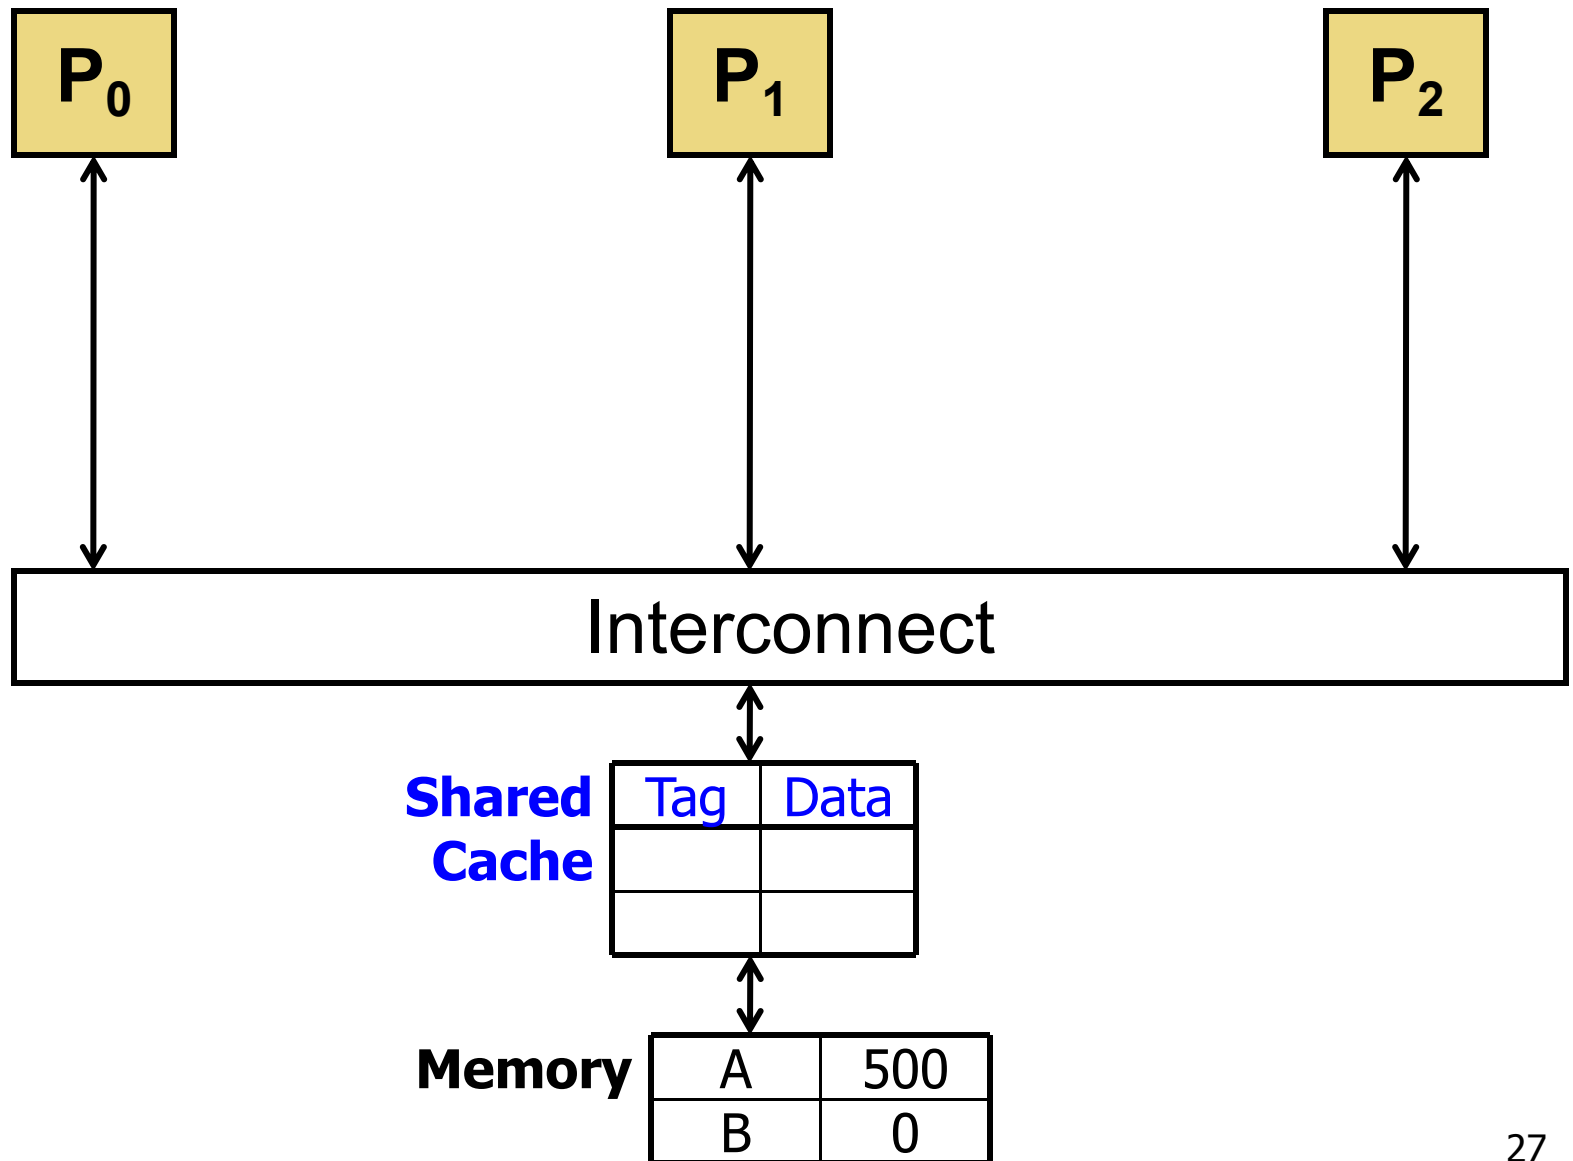 P0 P1 P2
Interconnect
Shared Cache
Tag Data
Memory
A 500
B 0
27